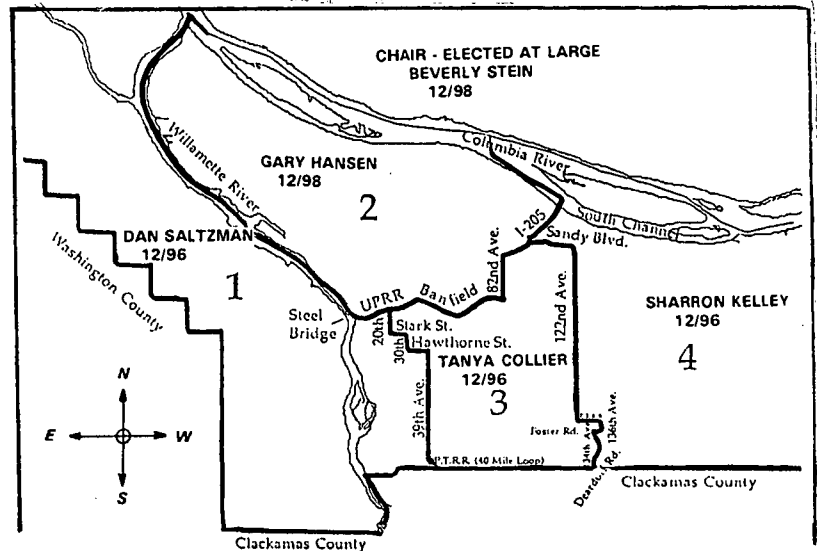 CHAIR - ELECTED AT LARGE
BEVERLY STEIN
12/98
Columbia River
Willamette River
GARY HANSEN
12/98
2
South Channel
I-205
Sandy Blvd.
DAN SALTZMAN
12/96
1
Washington County
82nd Ave.
UPRR Banfield
122nd Ave.
SHARRON KELLEY
12/96
4
Steel
Bridge
20th
Stark St.
30th
Hawthorne St.
TANYA COLLIER
12/96
3
39th Ave.
N
E W
S
Foster Rd.
136th Ave.
134th Ave.
P.T.R.R. (40 Mile Loop)
Deardorf Rd.
Clackamas County
Clackamas County